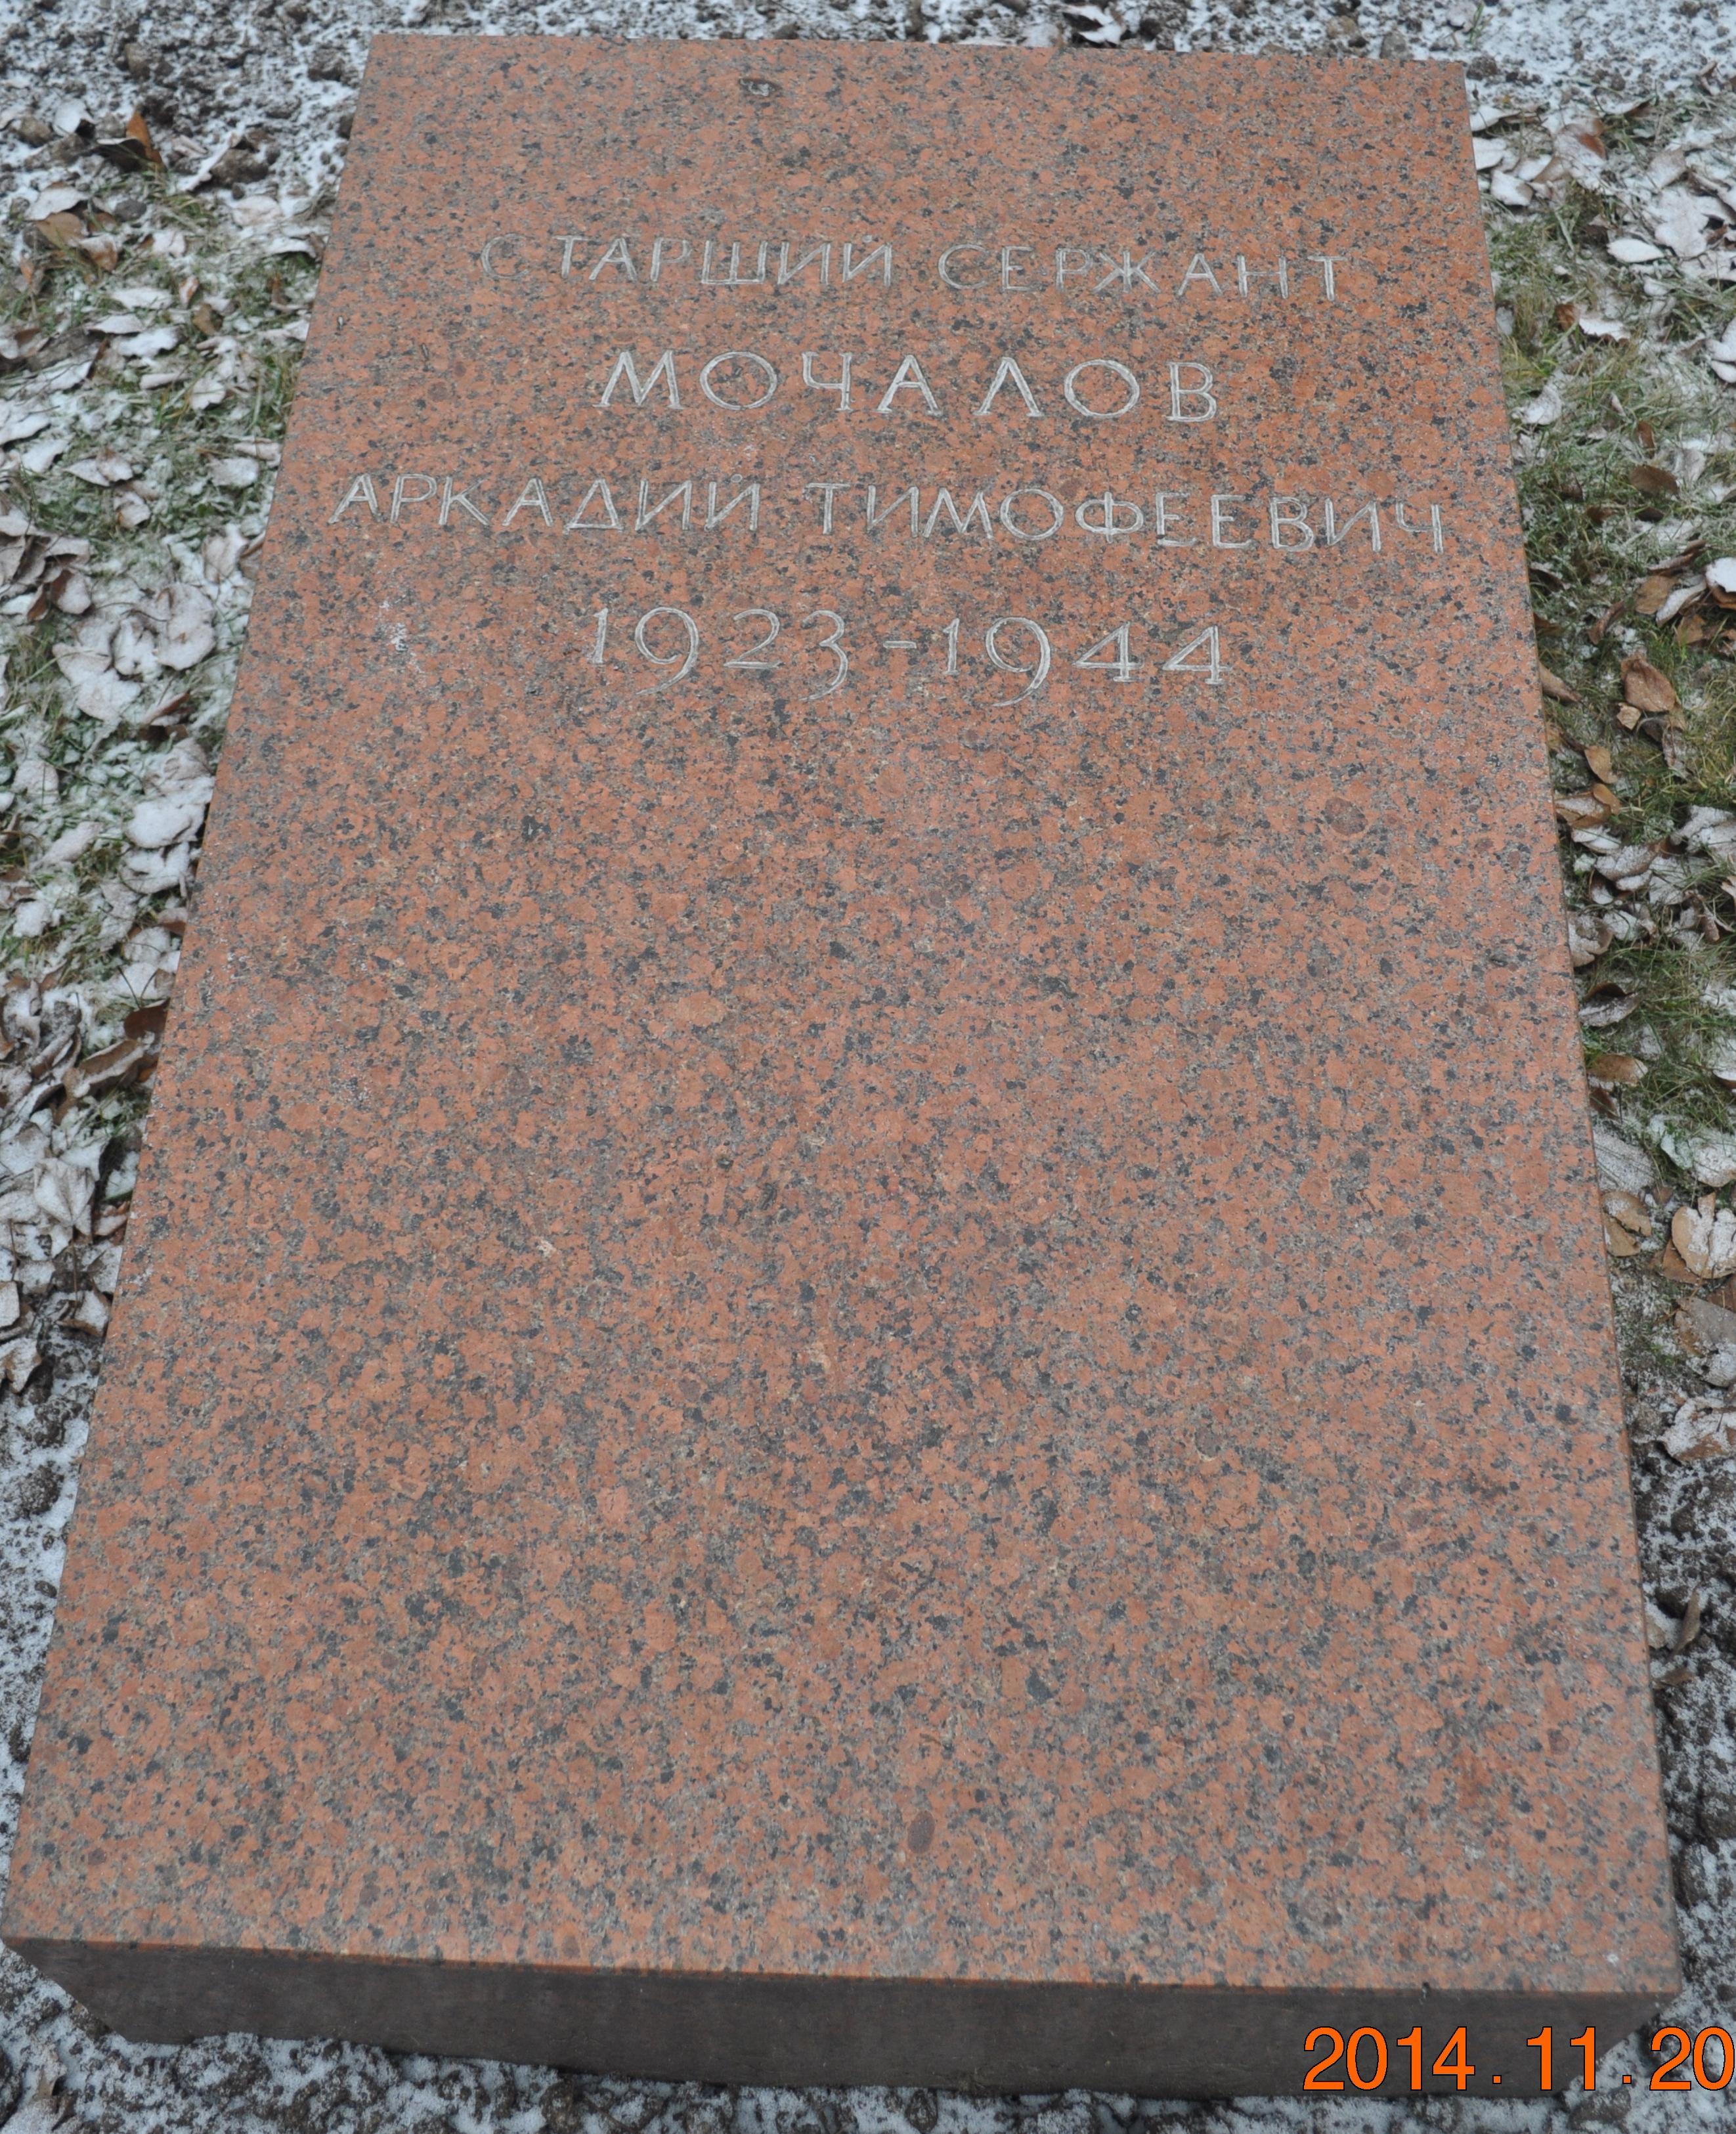 СТАРШИЙ СЕРЖАНТ
МОЧАЛОВ
АРКАДИЙ ТИМОФЕЕВИЧ
1923-1944
2014.11.20